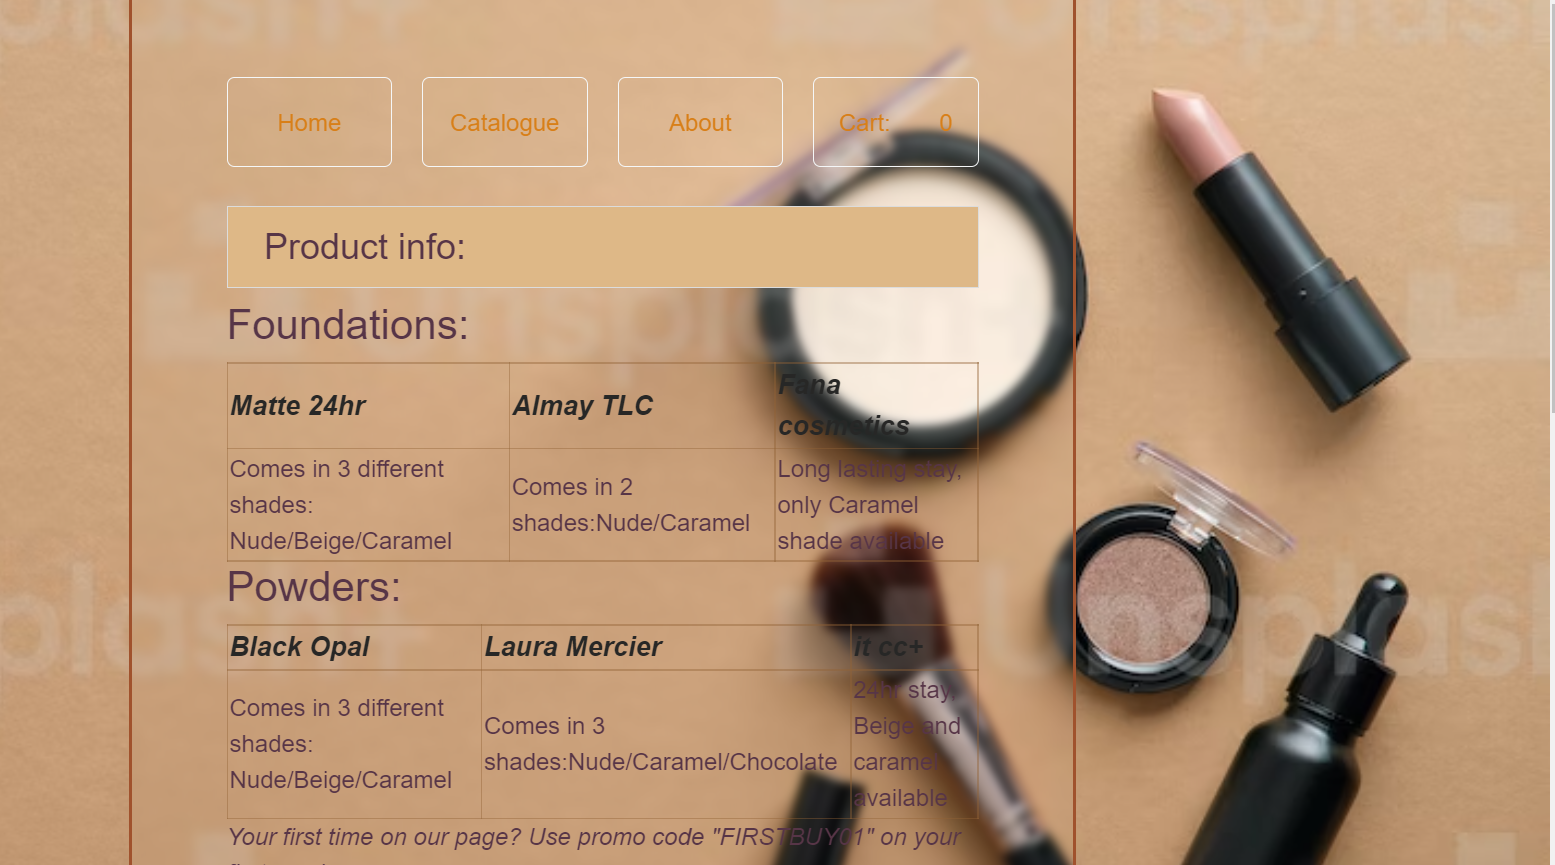 Home
Catalogue
About
Cart: 0
Product info:
Foundations:
Matte 24hr
Almay TLC
Fana
cosmetics
Comes in 3 different
shades:
Nude/Beige/Caramel
Comes in 2
shades:Nude/Caramel
Long lasting stay,
only Caramel
shade available
Powders:
Black Opal
Laura Mercier
it cc+
Comes in 3 different
shades:
Nude/Beige/Caramel
Comes in 3
shades:Nude/Caramel/Chocolate
24hr stay,
Beige and
caramel
available
Your first time on our page? Use promo code "FIRSTBUY01" on your
Unsplash+